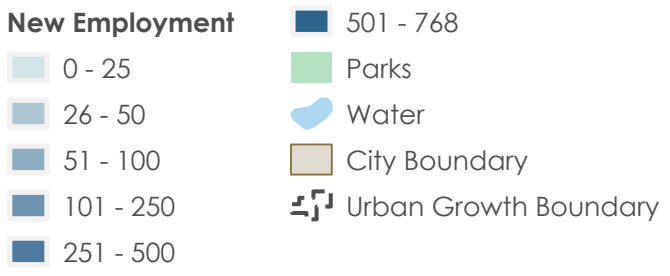 New Employment
0 - 25
26 - 50
51 - 100
101 - 250
251 - 500
501 - 768
Parks
Water
City Boundary
Urban Growth Boundary